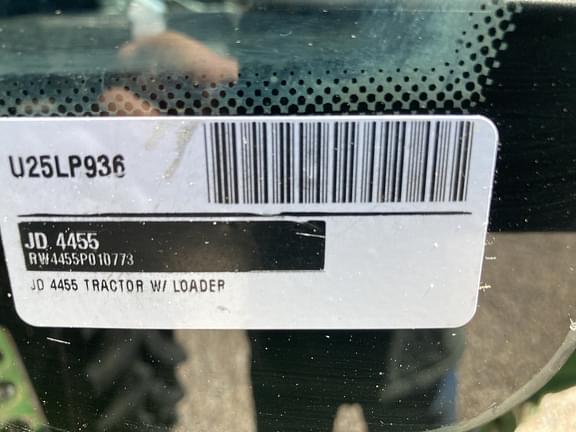 U25LP936
JD 4455
RW4455P010773
JD 4455 TRACTOR W/ LOADER